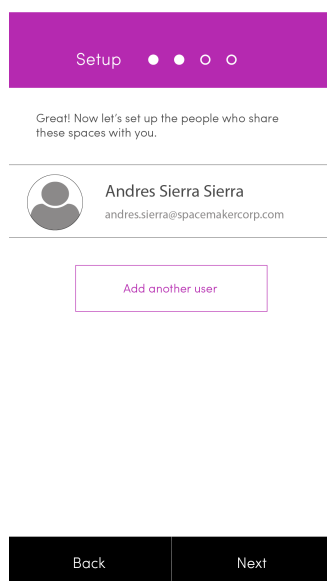 Setup
Great! Now let's set up the people who share
these spaces with you.
Andres Sierra Sierra
andres.sierra@spacemakercorp.com
Add another user
Back Next